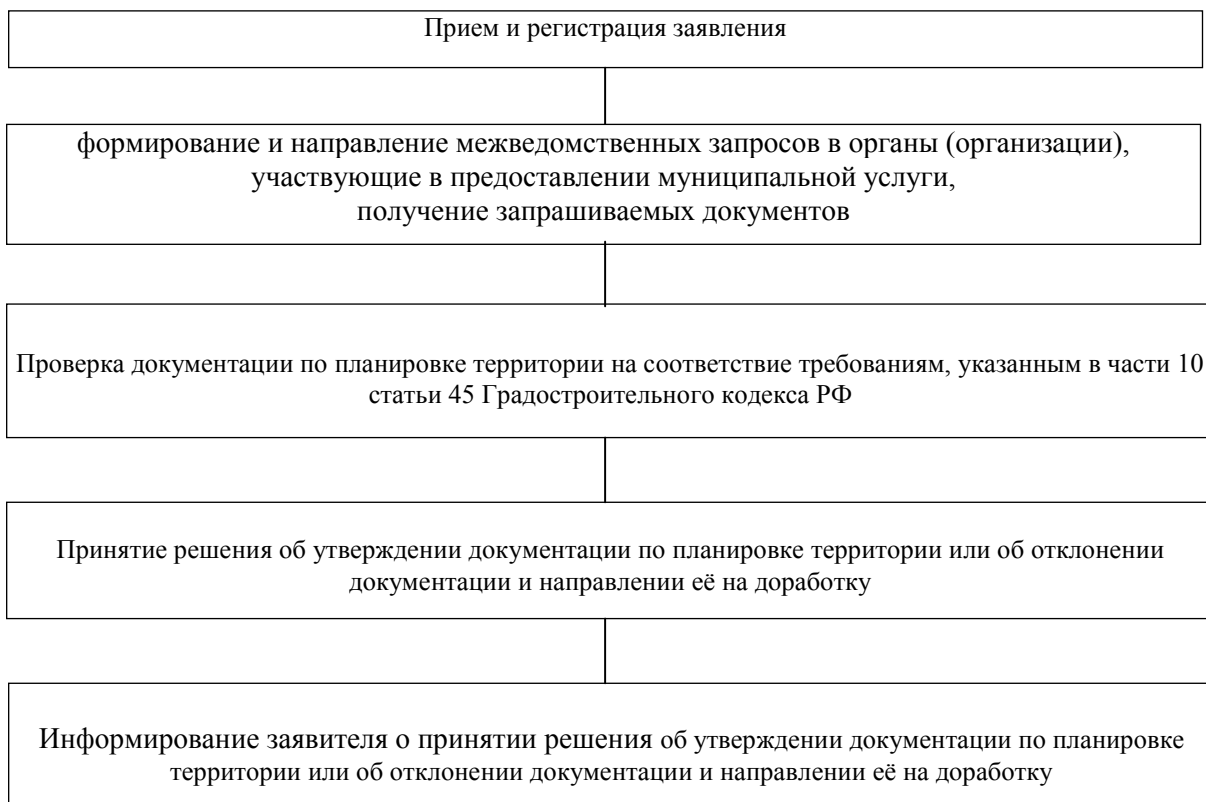 Прием и регистрация заявления
формирование и направление межведомственных запросов в органы (организации),
участвующие в предоставлении муниципальной услуги,
получение запрашиваемых документов
Проверка документации по планировке территории на соответствие требованиям, указанным в части 10
статьи 45 Градостроительного кодекса РФ
Принятие решения об утверждении документации по планировке территории или об отклонении
документации и направлении её на доработку
Информирование заявителя о принятии решения об утверждении документации по планировке
территории или об отклонении документации и направлении её на доработку